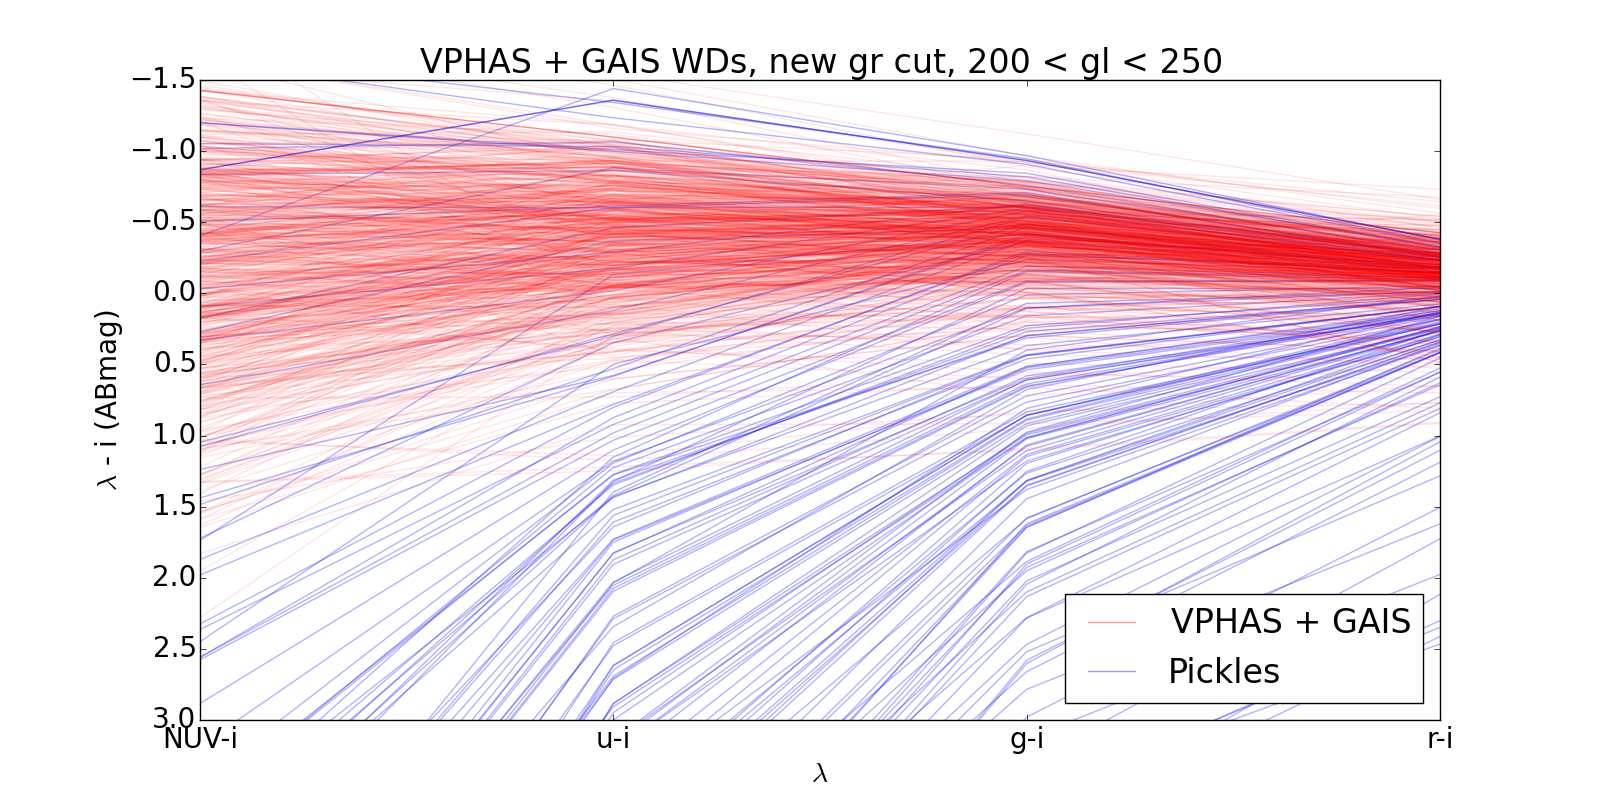 VPHAS + GAIS WDs, new gr cut, 200 < gl < 250
λ - i (ABmag)
−1.5
−1.0
−0.5
0.0
0.5
1.0
1.5
2.0
2.5
3.0
NUV-i
u-i
g-i
r-i
λ
VPHAS + GAIS
Pickles